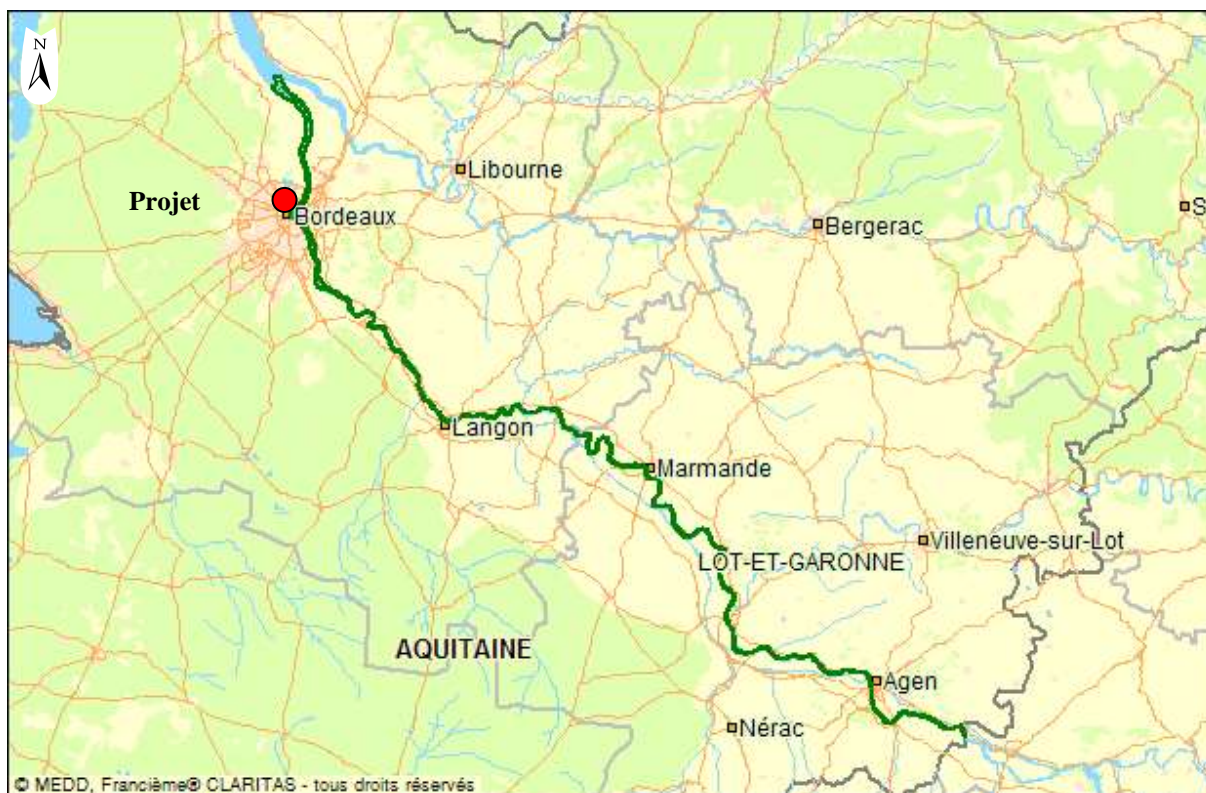 N
Libourne
Projet
S
Bordeaux
Bergerac
Langon
Marmande
Villeneuve-sur-Lot
LOT-ET-GARONNE
AQUITAINE
Agen
Nérac
© MEDD, Francième® CLARITAS - tous droits réservés